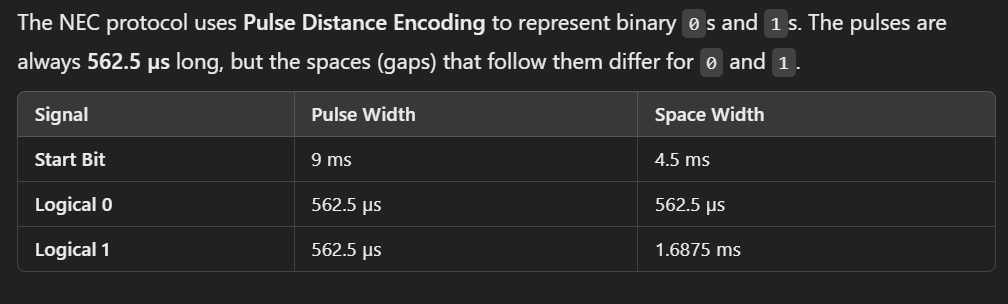 The NEC protocol uses Pulse Distance Encoding to represent binary 0s and 1s. The pulses are
always 562.5 µs long, but the spaces (gaps) that follow them differ for 0 and 1.
Signal Pulse Width Space Width
Start Bit 9 ms 4.5 ms
Logical 0 562.5 µs 562.5 µs
Logical 1 562.5 µs 1.6875 ms